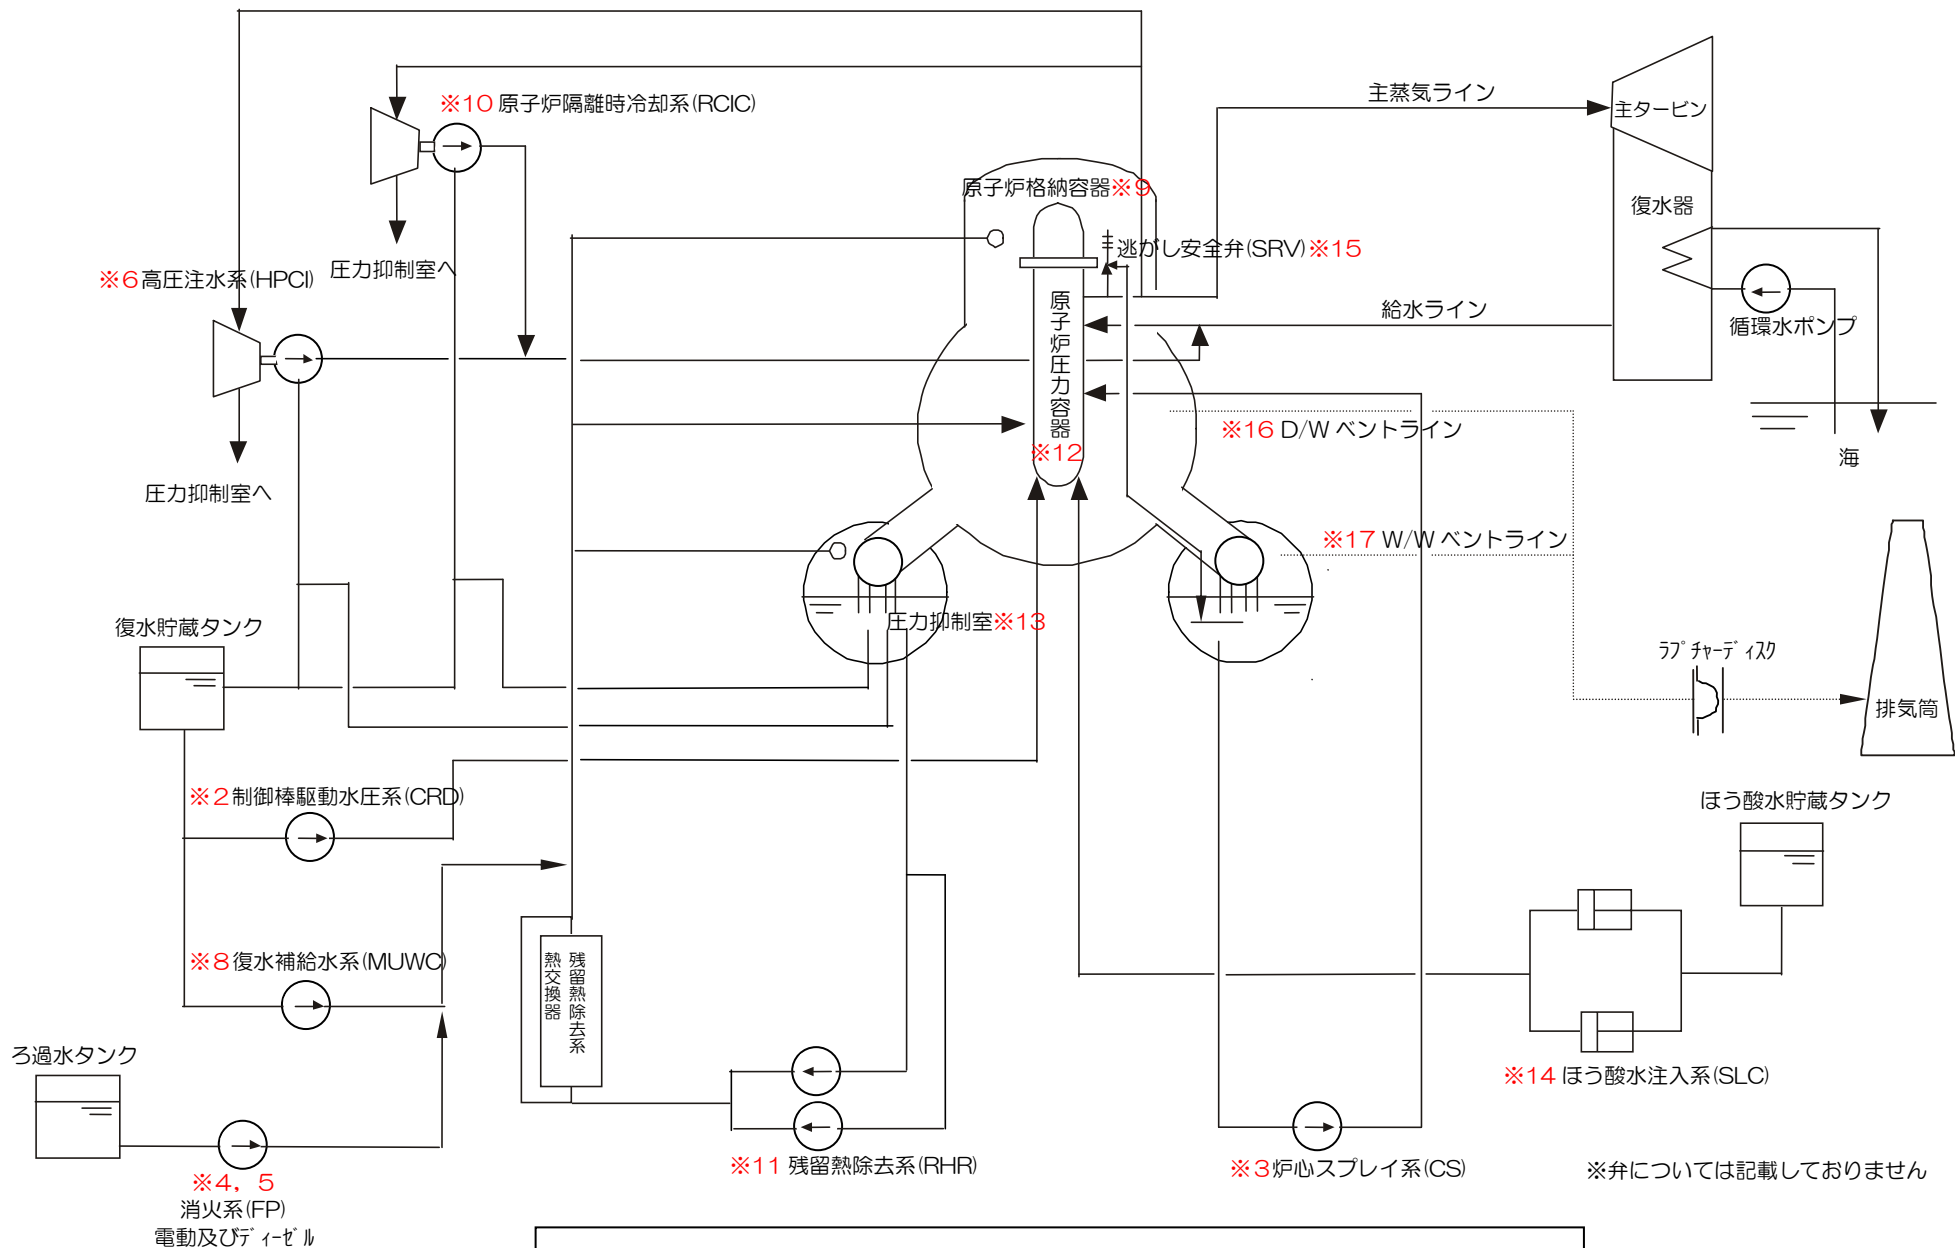 ※10 原子炉隔離時冷却系(RCIC)
主蒸気ライン
主タービン
原子炉格納容器※9
復水器
逃がし安全弁(SRV)※15
圧力抑制室へ
※6 高圧注水系(HPCI)
原子炉圧力容器
※12
給水ライン
循環水ポンプ
※16 D/W ベントライン
海
圧力抑制室へ
※17 W/W ベントライン
復水貯蔵タンク
圧力抑制室※13
ラプチャーディスク
排気筒
※2 制御棒駆動水圧系(CRD)
ほう酸水貯蔵タンク
※8 復水補給水系(MUWC)
残留熱除去系
熱交換器
ろ過水タンク
※14 ほう酸水注入系(SLC)
※11 残留熱除去系(RHR)
※3 炉心スプレイ系(CS)
※弁については記載しておりません
※4, 5
消火系(FP)
電動及びディーゼル